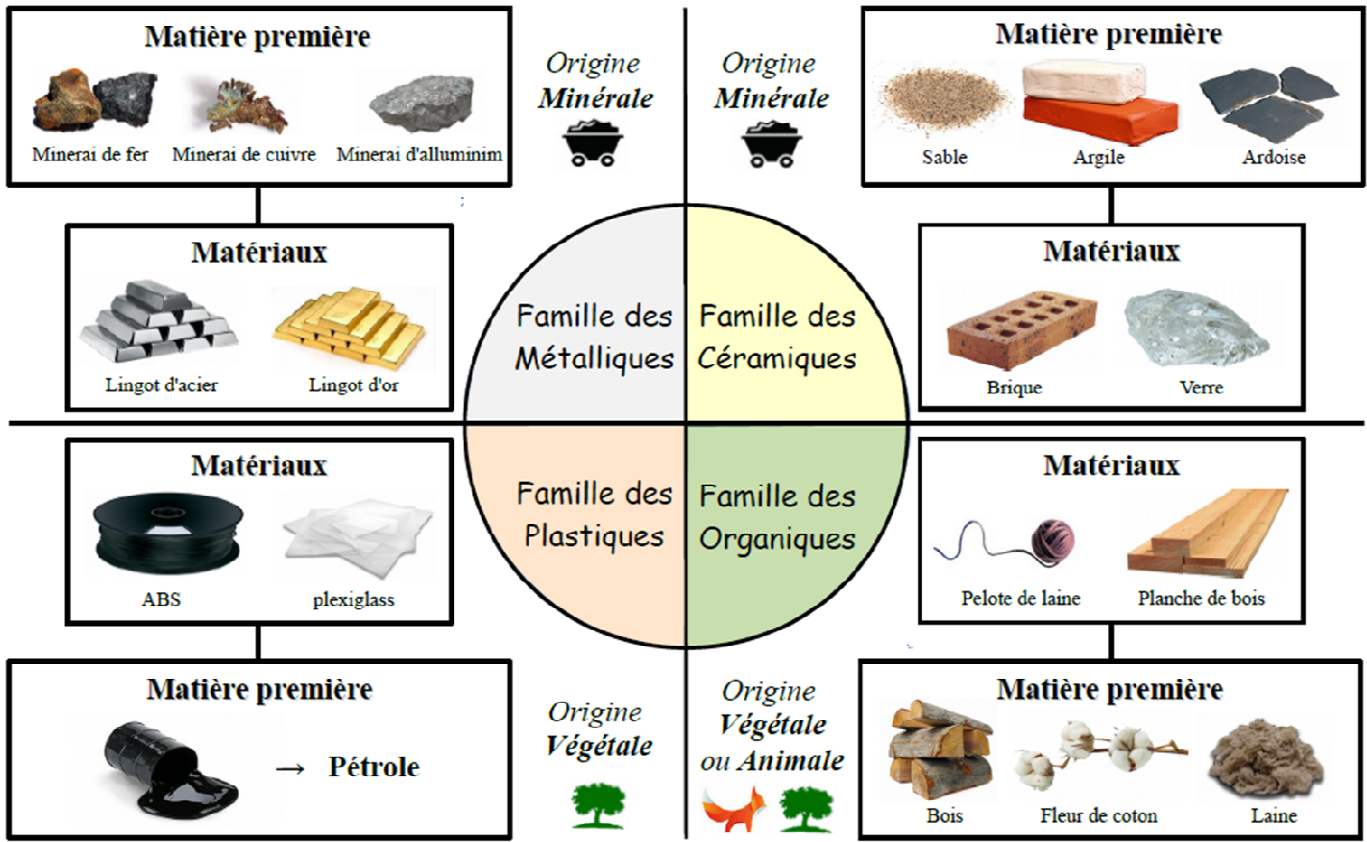 Matière première
Minerai de fer
Minerai de cuivre
Minerai d'alluminim
Origine
Minérale
Origine
Minérale
Matière première
Sable
Argile
Ardoise
Matériaux
Lingot d'acier
Lingot d'or
Famille des
Métalliques
Famille des
Céramiques
Matériaux
Brique
Verre
Matériaux
ABS
plexiglass
Famille des
Plastiques
Famille des
Organiques
Matériaux
Pelote de laine
Planche de bois
Matière première
→ Pétrole
Origine
Végétale
Origine
Végétale
ou Animale
Matière première
Bois
Fleur de coton
Laine